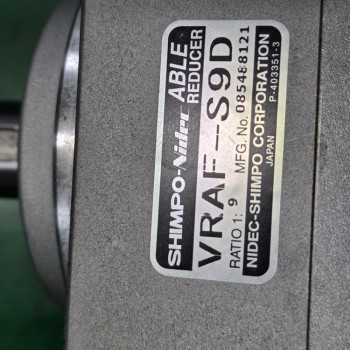 SHIMPO-Nidec ABLE REDUCER
VRAF-S9D
RATIO 1: 9 MFG. No. 085488121
NIDEC-SHIMPO CORPORATION
JAPAN P-403351-3